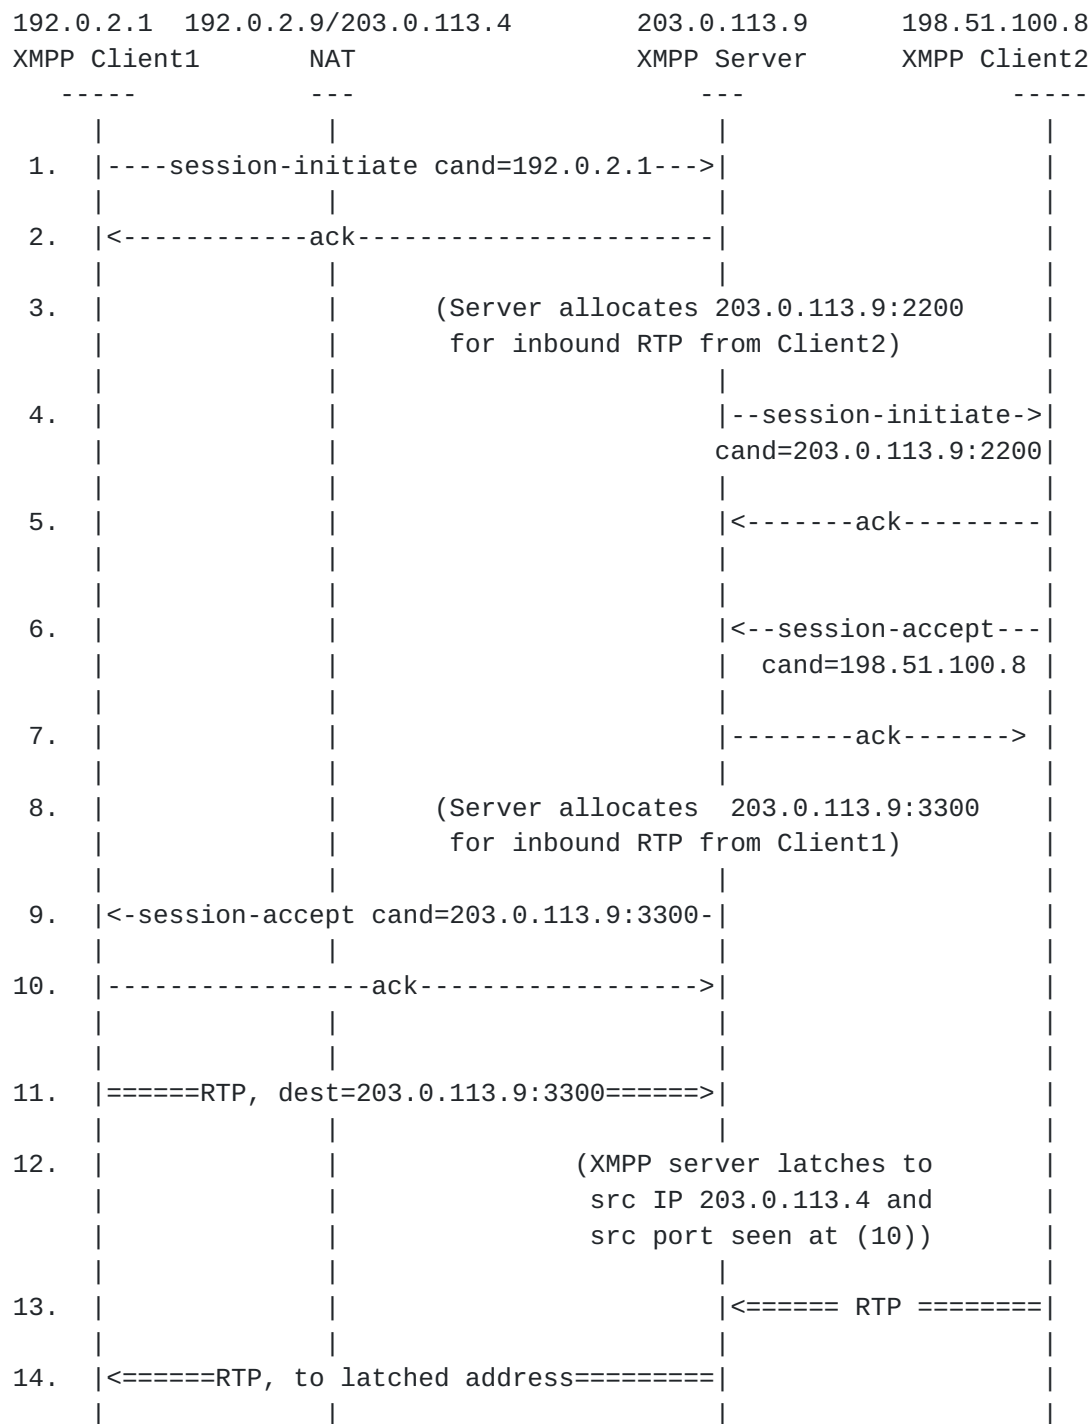 192.0.2.1  192.0.2.9/203.0.113.4        203.0.113.9      198.51.100.8
XMPP Client1       NAT                  XMPP Server      XMPP Client2
   -----           ---                      ---                 -----
     |              |                        |                    |
 1.  |----session-initiate cand=192.0.2.1--->|                    |
     |              |                        |                    |
 2.  |<------------ack-----------------------|                    |
     |              |                        |                    |
 3.  |              |      (Server allocates 203.0.113.9:2200     |
     |              |       for inbound RTP from Client2)         |
     |              |                        |                    |
 4.  |              |                        |--session-initiate->|
     |              |                        cand=203.0.113.9:2200|
     |              |                        |                    |
 5.  |              |                        |<-------ack---------|
     |              |                        |                    |
     |              |                        |                    |
 6.  |              |                        |<--session-accept---|
     |              |                        |  cand=198.51.100.8 |
     |              |                        |                    |
 7.  |              |                        |--------ack-------> |
     |              |                        |                    |
 8.  |              |      (Server allocates  203.0.113.9:3300    |
     |              |       for inbound RTP from Client1)         |
     |              |                        |                    |
 9.  |<-session-accept cand=203.0.113.9:3300-|                    |
     |              |                        |                    |
10.  |-----------------ack------------------>|                    |
     |              |                        |                    |
     |              |                        |                    |
11.  |======RTP, dest=203.0.113.9:3300======>|                    |
     |              |                        |                    |
12.  |              |               (XMPP server latches to       |
     |              |                src IP 203.0.113.4 and       |
     |              |                src port seen at (10))       |
     |              |                        |                    |
13.  |              |                        |<====== RTP ========|
     |              |                        |                    |
14.  |<======RTP, to latched address=========|                    |
     |              |                        |                    |